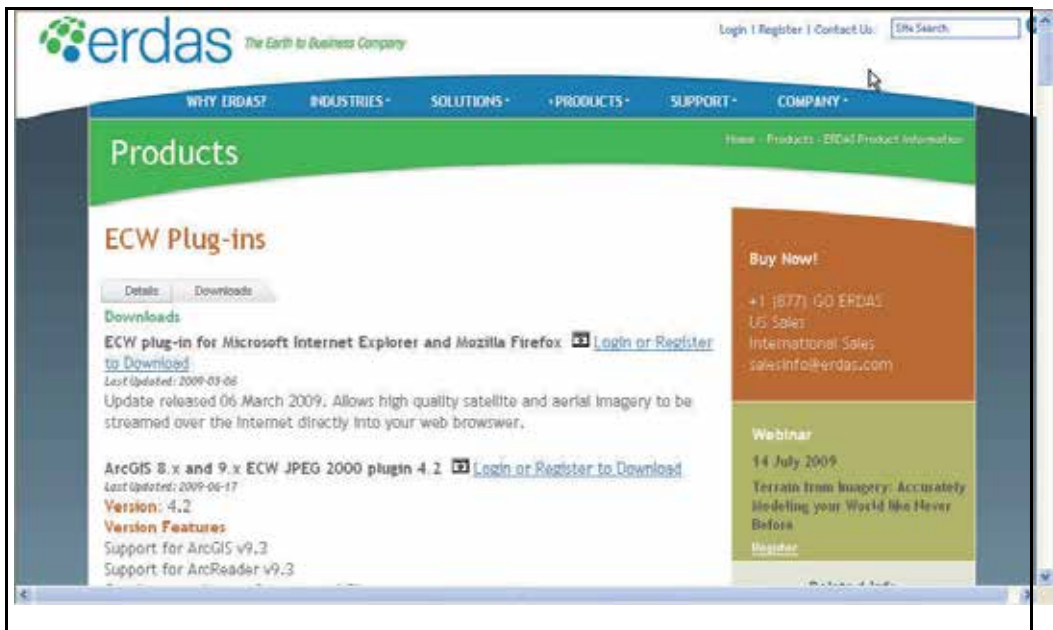 erdas The Earth to Business Company
Login | Register | Contact Us
Site Search
WHY ERDAS? INDUSTRIES SOLUTIONS PRODUCTS SUPPORT COMPANY
Products
Home - Products - ERDAS Product Information
ECW Plug-ins
Details Downloads
Downloads
ECW plug-in for Microsoft Internet Explorer and Mozilla Firefox Login or Register
to Download
Last Updated: 2009-03-06
Update released 06 March 2009. Allows high quality satellite and aerial imagery to be
streamed over the Internet directly into your web browswer.
ArcGIS 8.x and 9.x ECW JPEG 2000 plugin 4.2 Login or Register to Download
Last Updated: 2009-06-17
Version: 4.2
Version Features
Support for ArcGIS v9.3
Support for ArcReader v9.3
Buy Now!
+1 (877) GO ERDAS
US Sales
International Sales
salesinfo@erdas.com
Webinar
14 July 2009
Terrain from Imagery: Accurately
Modeling your World like Never
Before
Register
Related Info